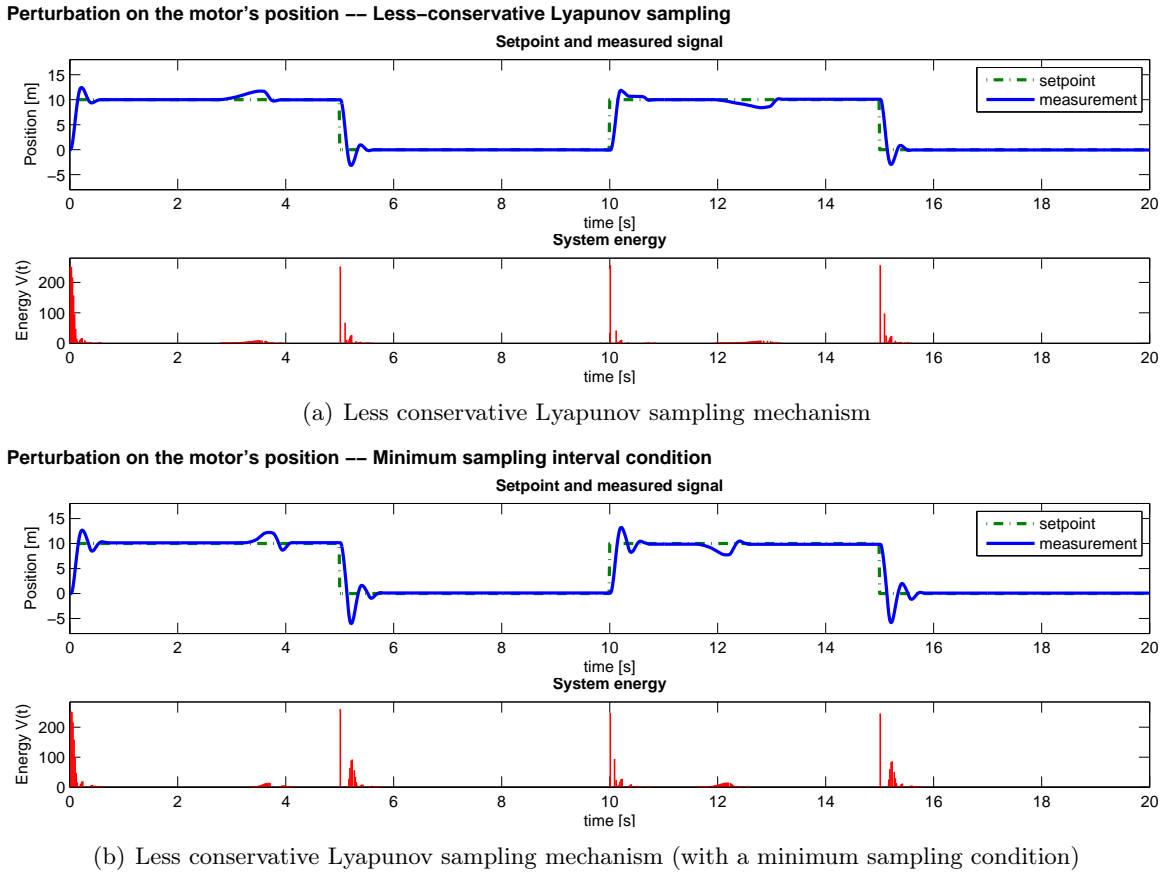 Perturbation on the motor's position −− Less−conservative Lyapunov sampling
Setpoint and measured signal
Position [m]
15
10
5
0
−5
setpoint
measurement
0 2 4 6 8 10 12 14 16 18 20
time [s]
System energy
Energy V(t)
200
100
0
0 2 4 6 8 10 12 14 16 18 20
time [s]
(a) Less conservative Lyapunov sampling mechanism
Perturbation on the motor's position −− Minimum sampling interval condition
Setpoint and measured signal
Position [m]
15
10
5
0
−5
setpoint
measurement
0 2 4 6 8 10 12 14 16 18 20
time [s]
System energy
Energy V(t)
200
100
0
0 2 4 6 8 10 12 14 16 18 20
time [s]
(b) Less conservative Lyapunov sampling mechanism (with a minimum sampling condition)